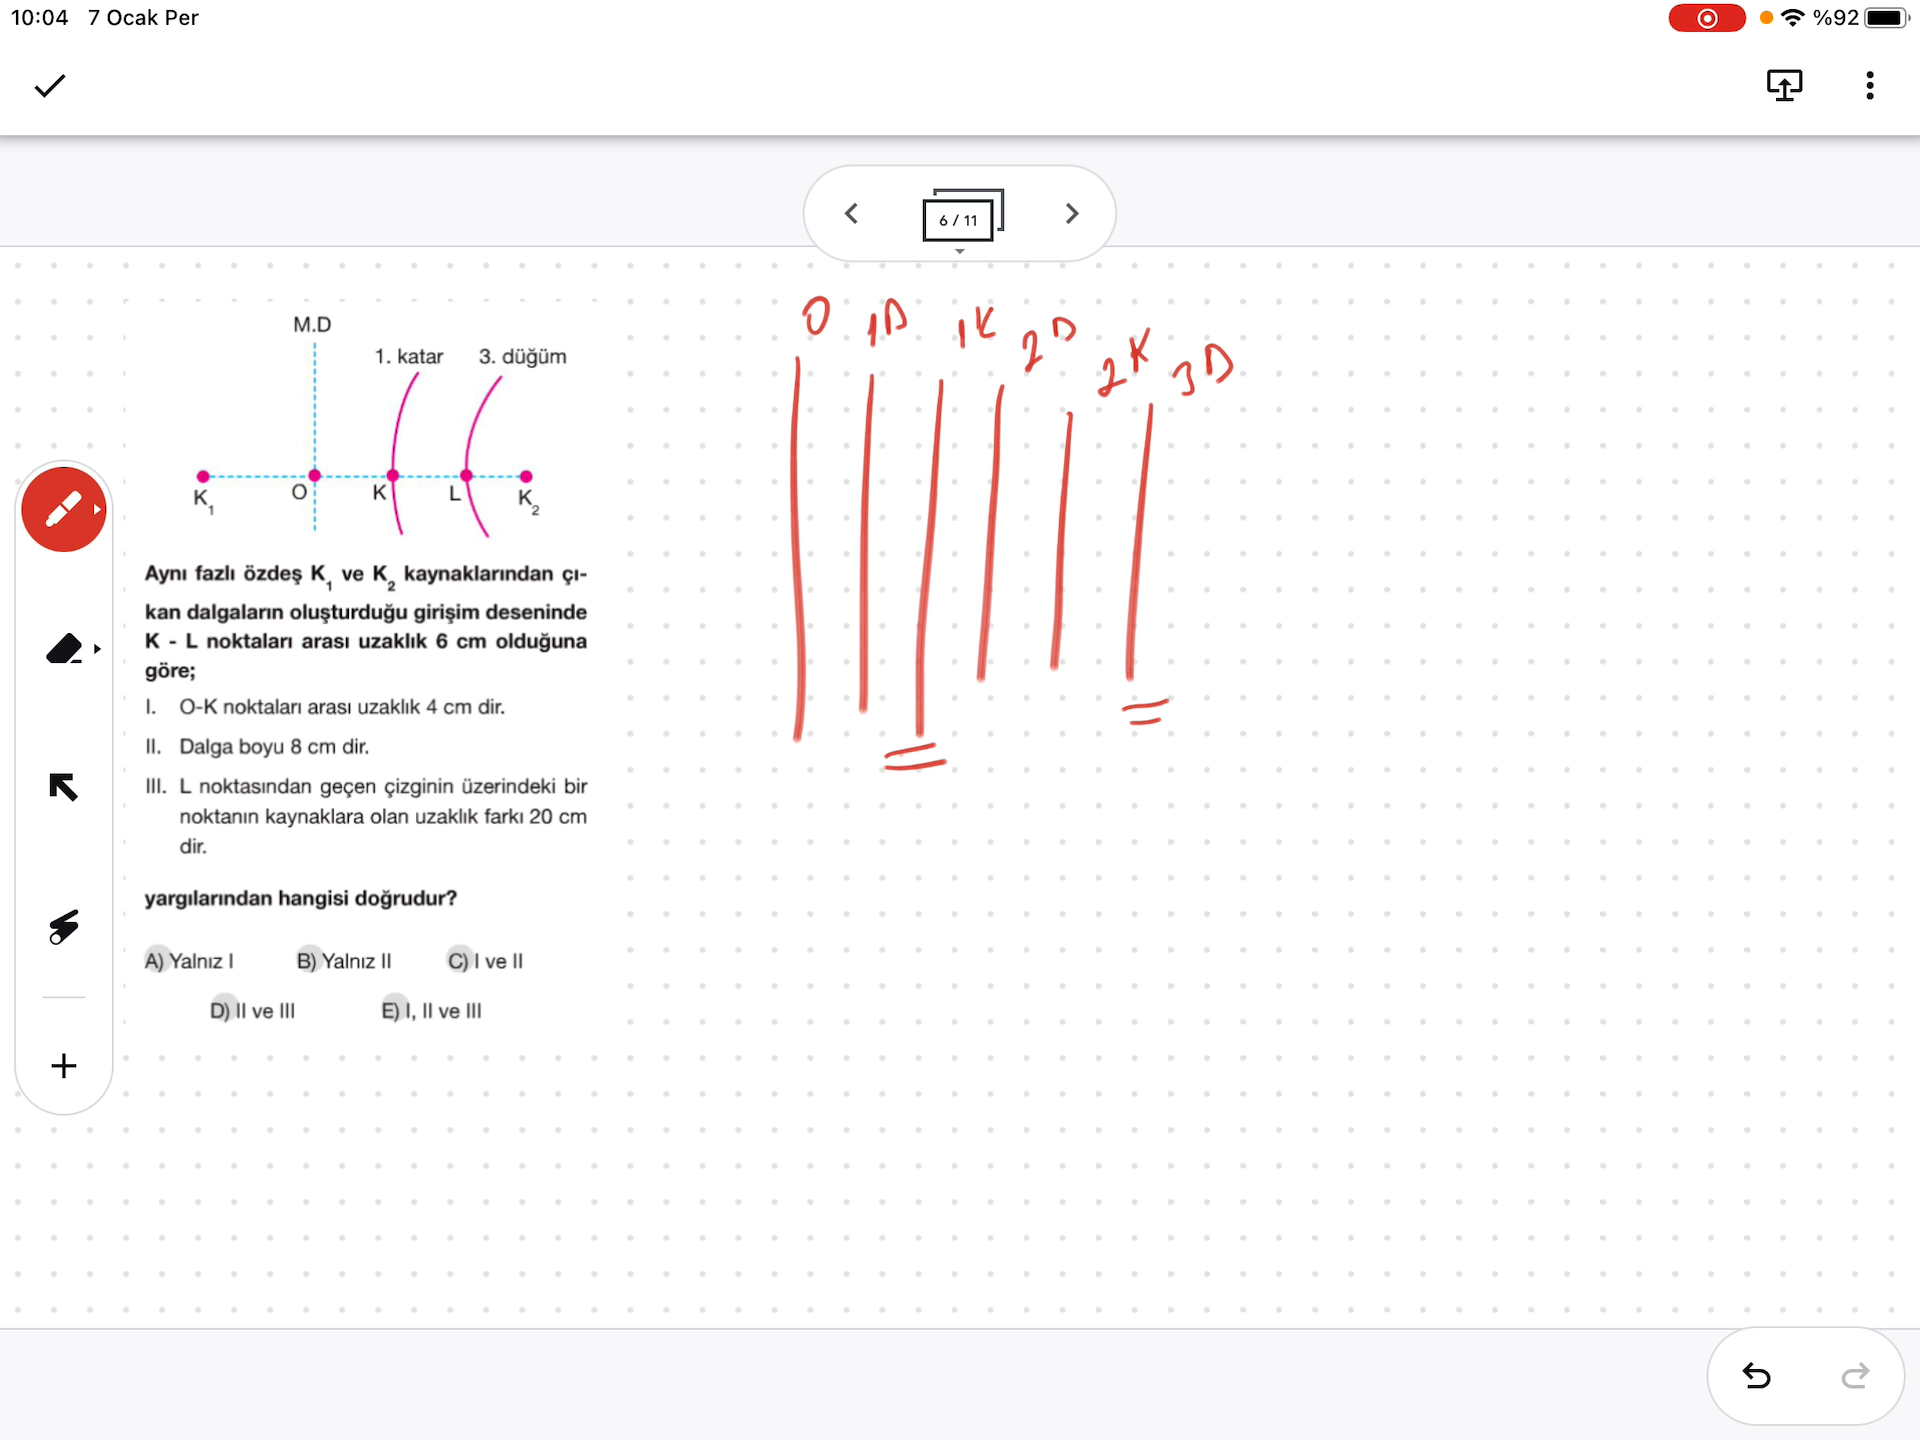 10:04 7 Ocak Per
%92
6 / 11
M.D
1. katar 3. düğüm
K1 O K L K2
Aynı fazlı özdeş K1 ve K2 kaynaklarından çı-
kan dalgaların oluşturduğu girişim deseninde
K - L noktaları arası uzaklık 6 cm olduğuna
göre;
I. O-K noktaları arası uzaklık 4 cm dir.
II. Dalga boyu 8 cm dir.
III. L noktasından geçen çizginin üzerindeki bir
noktanın kaynaklara olan uzaklık farkı 20 cm
dir.
yargılarından hangisi doğrudur?
A) Yalnız I B) Yalnız II C) I ve II
D) II ve III E) I, II ve III
0 1D 1K 2D 2K 3D